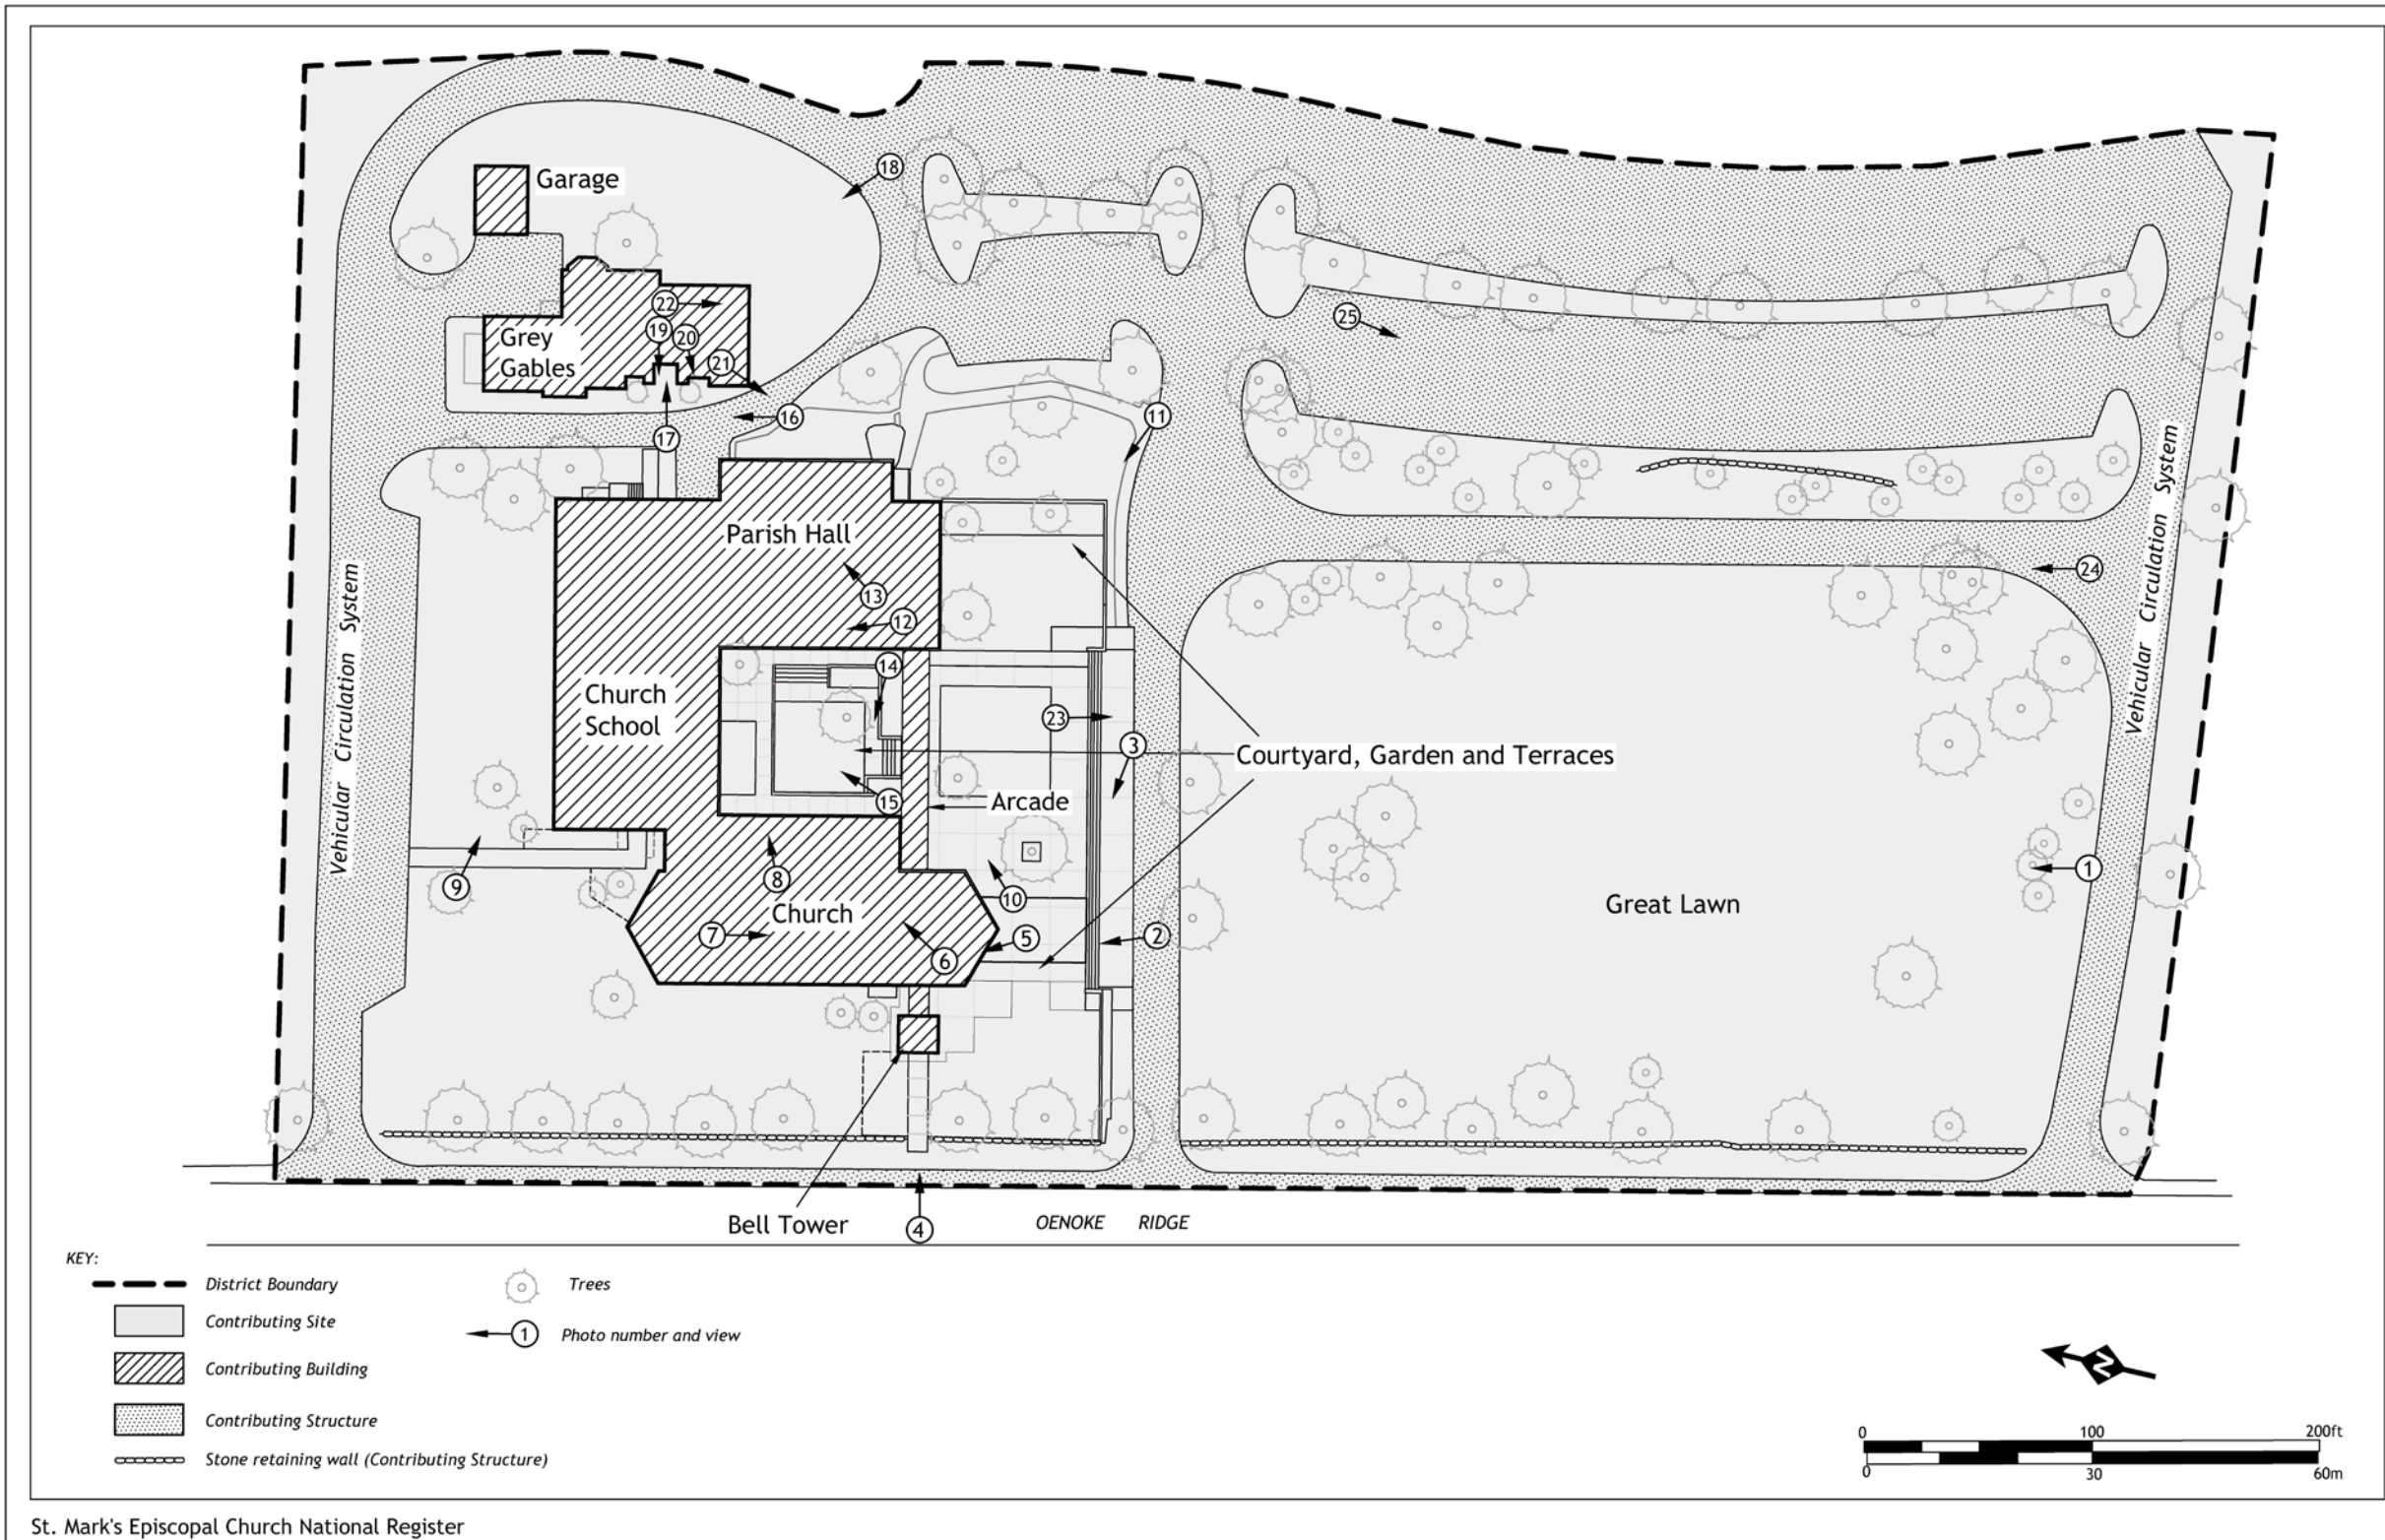 Garage
18
22
19
20
21
Grey
Gables
25
16
11
17
Parish Hall
13
12
24
14
Church
School
23
3
Courtyard, Garden and Terraces
15
Arcade
Vehicular Circulation System
Vehicular Circulation System
1
9
8
10
Great Lawn
Church
7
5
2
6
Bell Tower
4
OENOKE RIDGE
KEY:
District Boundary
Trees
Contributing Site
1
Photo number and view
Contributing Building
Contributing Structure
Stone retaining wall (Contributing Structure)
N
0 100 200ft
0 30 60m
St. Mark's Episcopal Church National Register